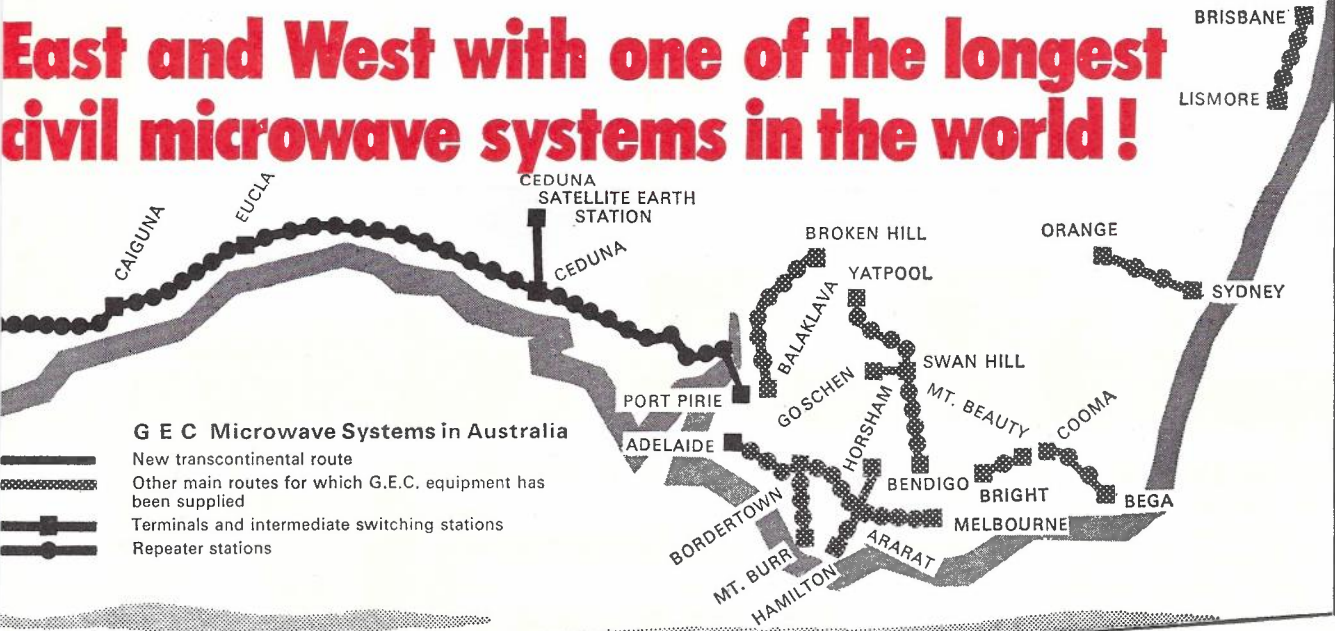 East and West with one of the longest
civil microwave systems in the world!
BRISBANE
LISMORE
CAIGUNA
EUCLA
CEDUNA
SATELLITE EARTH
STATION
CEDUNA
BROKEN HILL
YATPOOL
ORANGE
SYDNEY
BALAKLAVA
SWAN HILL
GOSCHEN
MT. BEAUTY
COOMA
PORT PIRIE
ADELAIDE
HORSHAM
BENDIGO
BRIGHT
BEGA
BORDERTOWN
MELBOURNE
ARARAT
MT. BURR
HAMILTON
G E C Microwave Systems in Australia
New transcontinental route
Other main routes for which G.E.C. equipment has
been supplied
Terminals and intermediate switching stations
Repeater stations